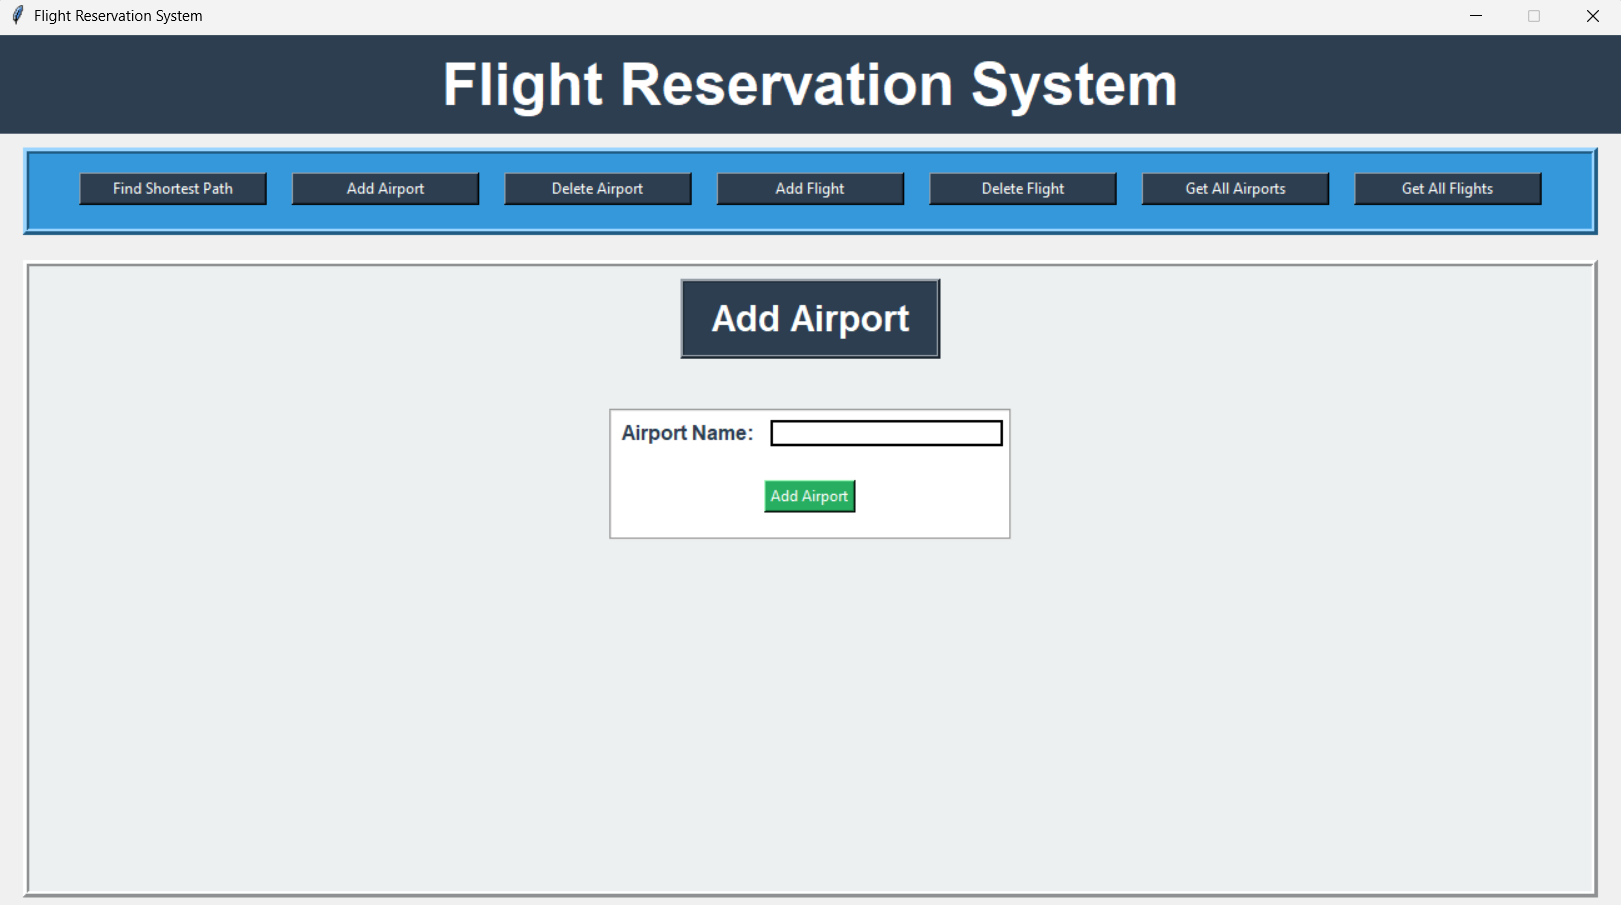 Flight Reservation System
Flight Reservation System
Find Shortest Path Add Airport Delete Airport Add Flight Delete Flight Get All Airports Get All Flights
Add Airport
Airport Name:
Add Airport